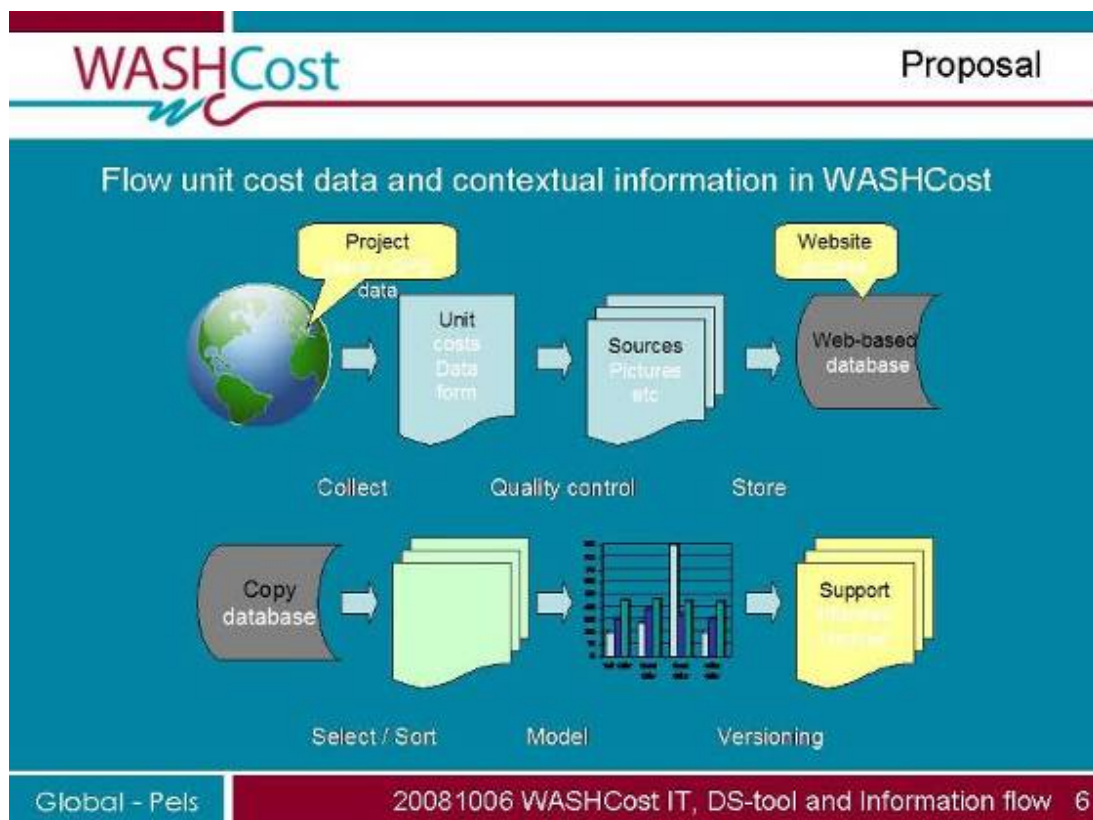 WASHCost
Proposal
Flow unit cost data and contextual information in WASHCost
Project
data
Website
Unit
costs
Data
form
Sources
Pictures
etc
Web-based
database
Collect
Quality control
Store
Copy
database
Support
Select / Sort
Model
Versioning
Global - Pels
20081006 WASHCost IT, DS-tool and Information flow 6